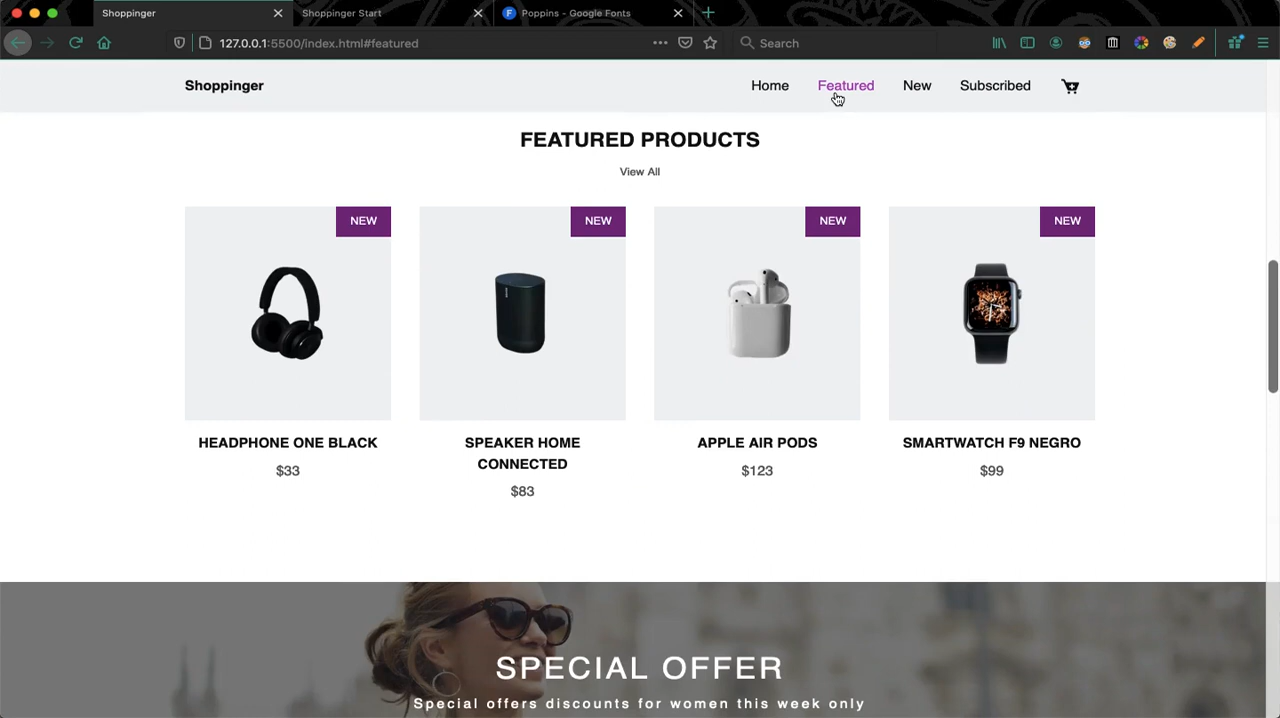 Shoppinger
Shoppinger Start
Poppins - Google Fonts
127.0.0.1:5500/index.html#featured
Search
Shoppinger
Home
Featured
New
Subscribed
FEATURED PRODUCTS
View All
NEW
NEW
NEW
NEW
HEADPHONE ONE BLACK
$33
SPEAKER HOME
CONNECTED
$83
APPLE AIR PODS
$123
SMARTWATCH F9 NEGRO
$99
SPECIAL OFFER
Special offers discounts for women this week only